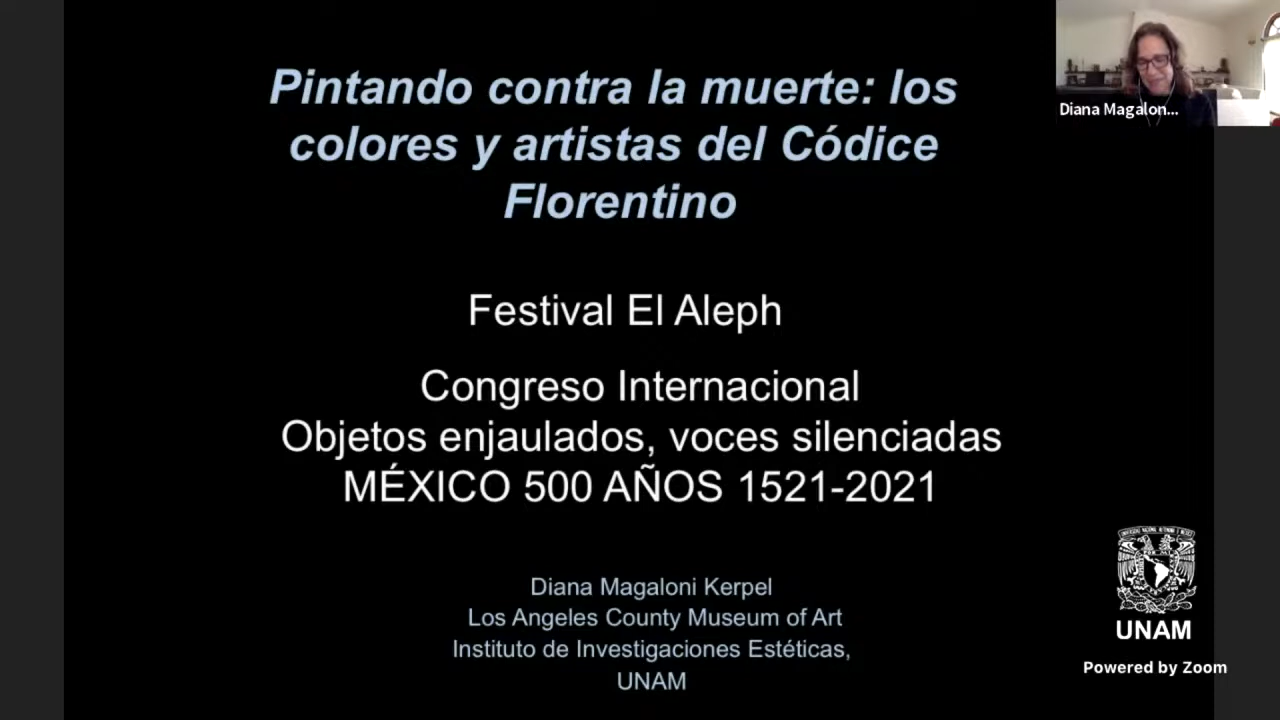 Pintando contra la muerte: los
colores y artistas del Códice
Florentino
Festival El Aleph
Congreso Internacional
Objetos enjaulados, voces silenciadas
MÉXICO 500 AÑOS 1521-2021
Diana Magaloni Kerpel
Los Angeles County Museum of Art
Instituto de Investigaciones Estéticas,
UNAM
Diana Magalon...
UNAM
Powered by Zoom